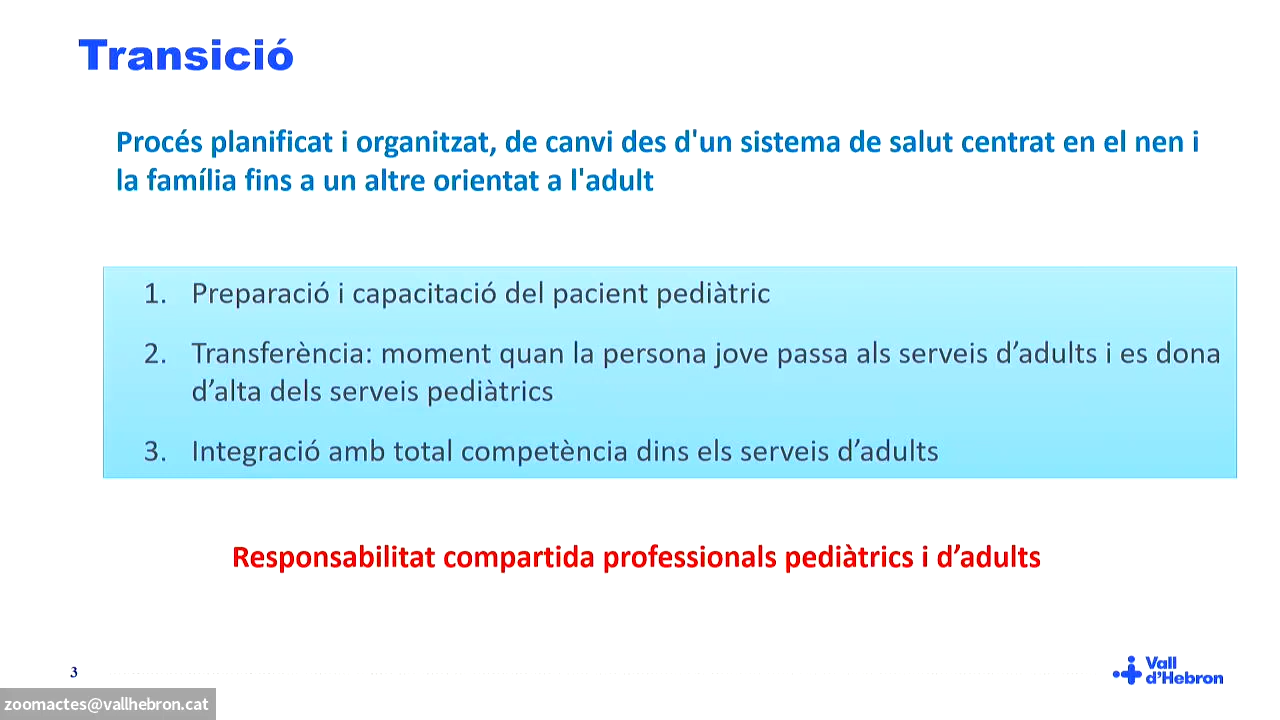 Transició
Procés planificat i organitzat, de canvi des d'un sistema de salut centrat en el nen i
la família fins a un altre orientat a l'adult
1. Preparació i capacitació del pacient pediàtric
2. Transferència: moment quan la persona jove passa als serveis d’adults i es dona
d’alta dels serveis pediàtrics
3. Integració amb total competència dins els serveis d’adults
Responsabilitat compartida professionals pediàtrics i d’adults
3
Vall
d'Hebron
zoomactes@vallhebron.cat